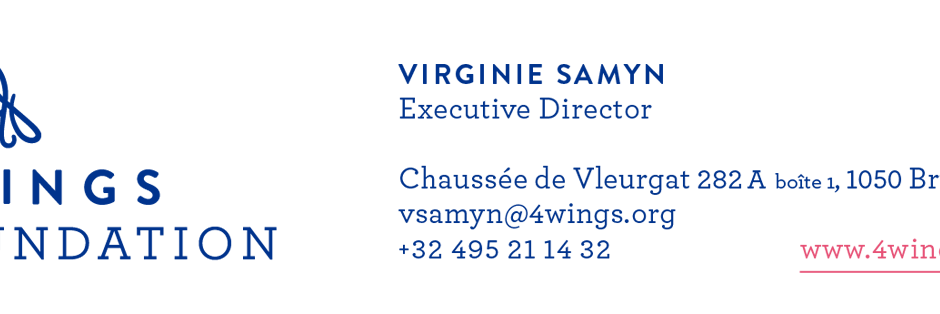 INGS
UNDATION
VIRGINIE SAMYN
Executive Director
Chaussée de Vleurgat 282 A boîte 1, 1050 Br
vsamyn@4wings.org
+32 495 21 14 32
www.4win